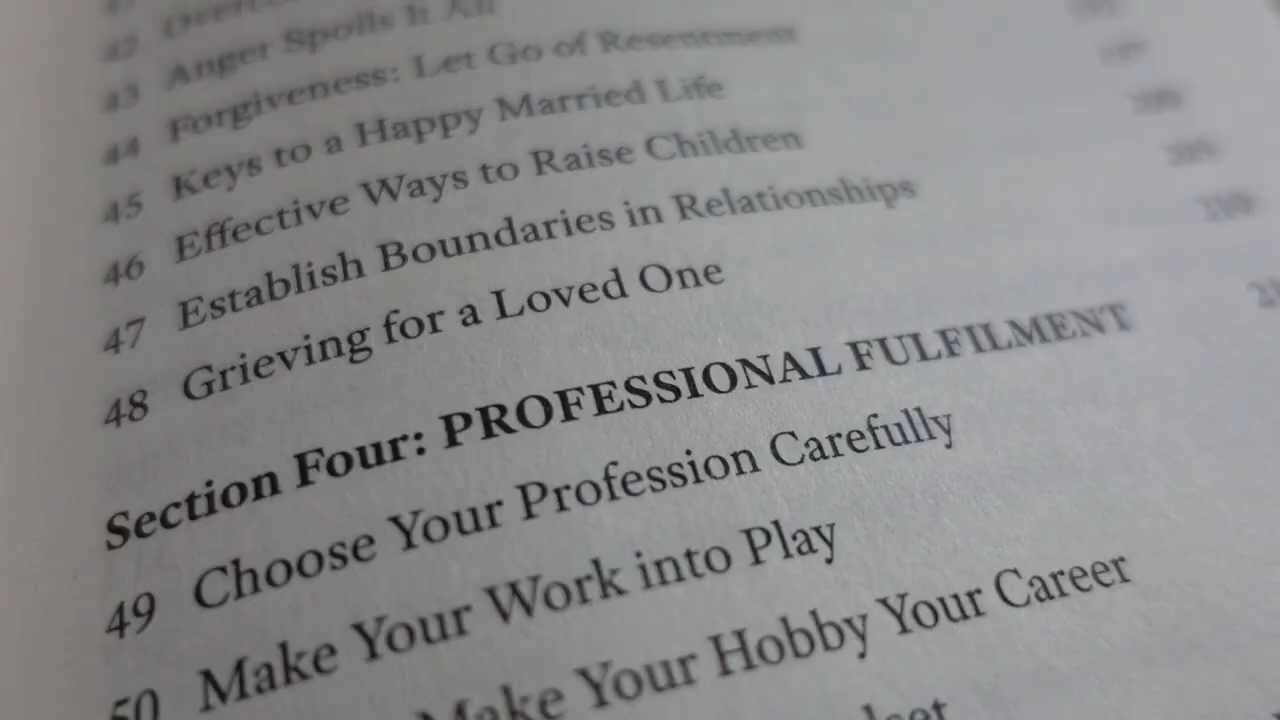 42
43 Anger Spoils It All
44 Forgiveness: Let Go of Resentment
45 Keys to a Happy Married Life
46 Effective Ways to Raise Children
47 Establish Boundaries in Relationships
48 Grieving for a Loved One
Section Four: PROFESSIONAL FULFILMENT
49 Choose Your Profession Carefully
50 Make Your Work into Play
Make Your Hobby Your Career